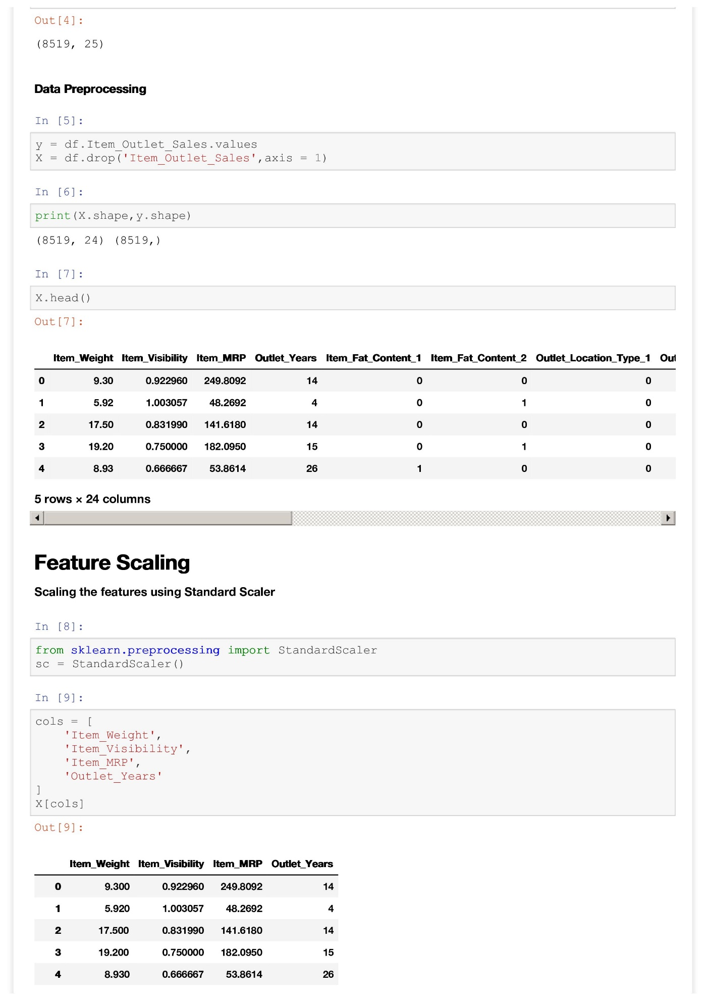 Out[4]:
(8519, 25)
Data Preprocessing
In [5]:
y = df.Item_Outlet_Sales.values
X = df.drop('Item_Outlet_Sales',axis = 1)
In [6]:
print(X.shape,y.shape)
(8519, 24) (8519,)
In [7]:
X.head()
Out[7]:
Item_Weight Item_Visibility Item_MRP Outlet_Years Item_Fat_Content_1 Item_Fat_Content_2 Outlet_Location_Type_1 Out
0 9.30 0.922960 249.8092 14 0 0 0
1 5.92 1.003057 48.2692 4 0 1 0
2 17.50 0.831990 141.6180 14 0 0 0
3 19.20 0.750000 182.0950 15 0 1 0
4 8.93 0.666667 53.8614 26 1 0 0
5 rows × 24 columns
Feature Scaling
Scaling the features using Standard Scaler
In [8]:
from sklearn.preprocessing import StandardScaler
sc = StandardScaler()
In [9]:
cols = [
'Item_Weight',
'Item_Visibility',
'Item_MRP',
'Outlet_Years'
]
X[cols]
Out[9]:
Item_Weight Item_Visibility Item_MRP Outlet_Years
0 9.300 0.922960 249.8092 14
1 5.920 1.003057 48.2692 4
2 17.500 0.831990 141.6180 14
3 19.200 0.750000 182.0950 15
4 8.930 0.666667 53.8614 26